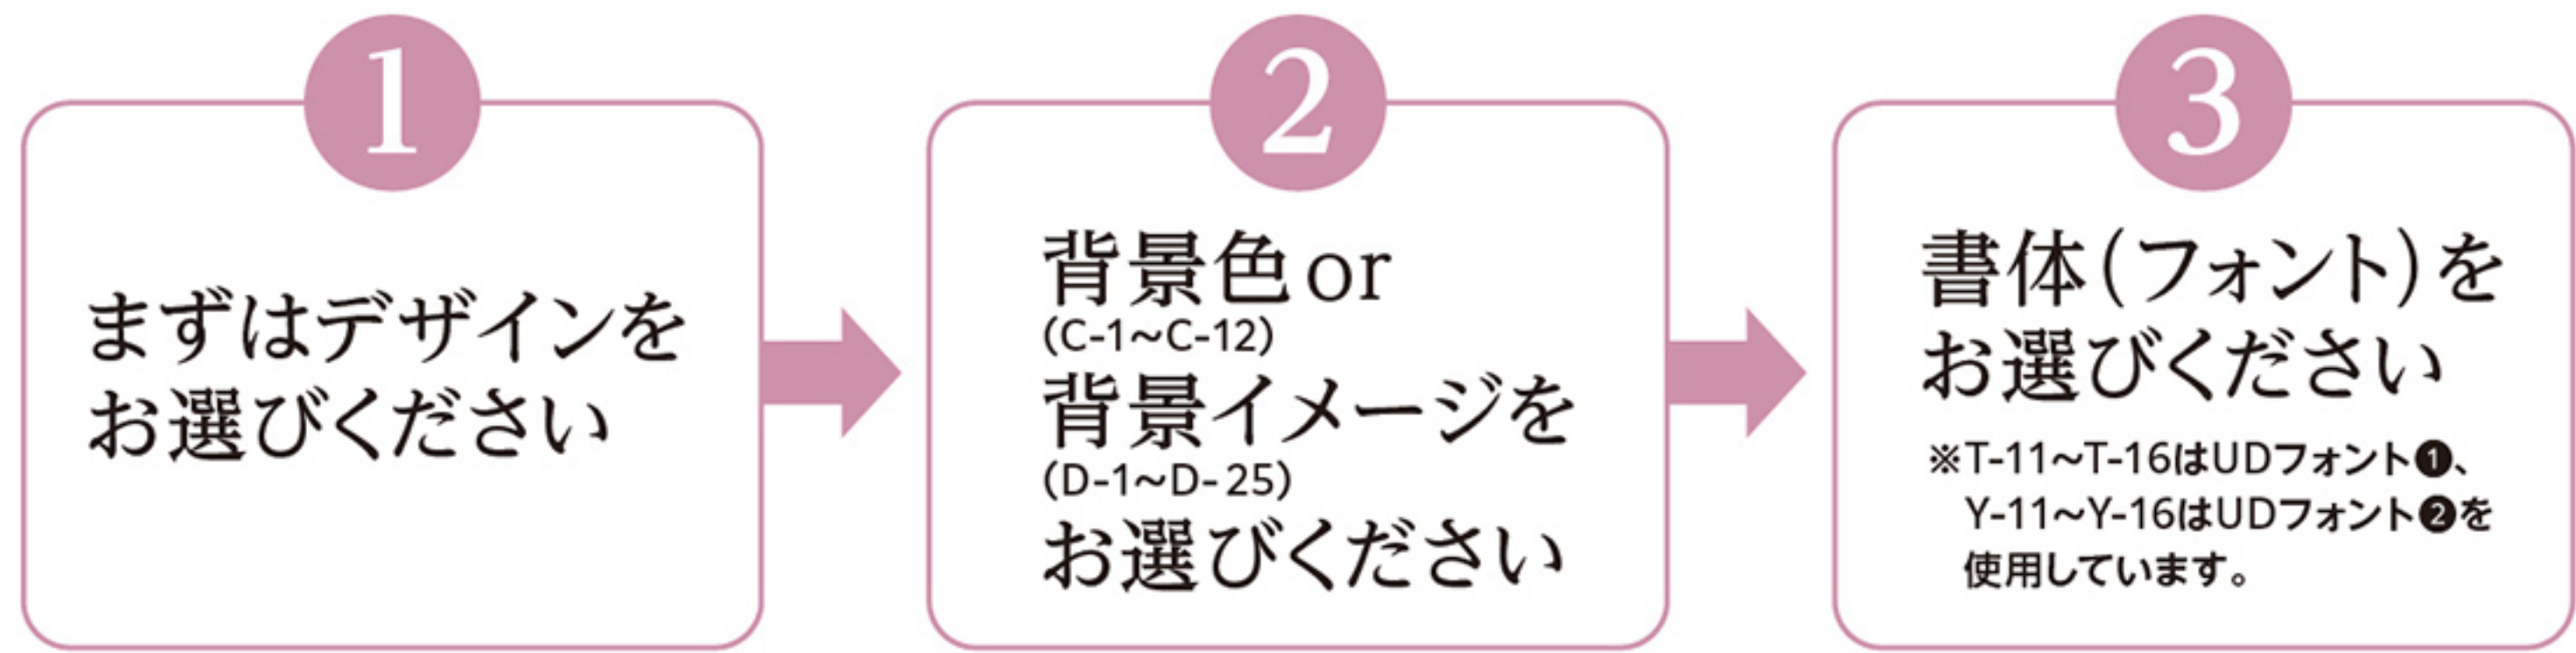 1
まずはデザインを
お選びください
2
背景色or
(C-1~C-12)
背景イメージを
(D-1~D-25)
お選びください
3
書体(フォント)を
お選びください
※T-11~T-16はUDフォント❶、
Y-11~Y-16はUDフォント❷を
使用しています。